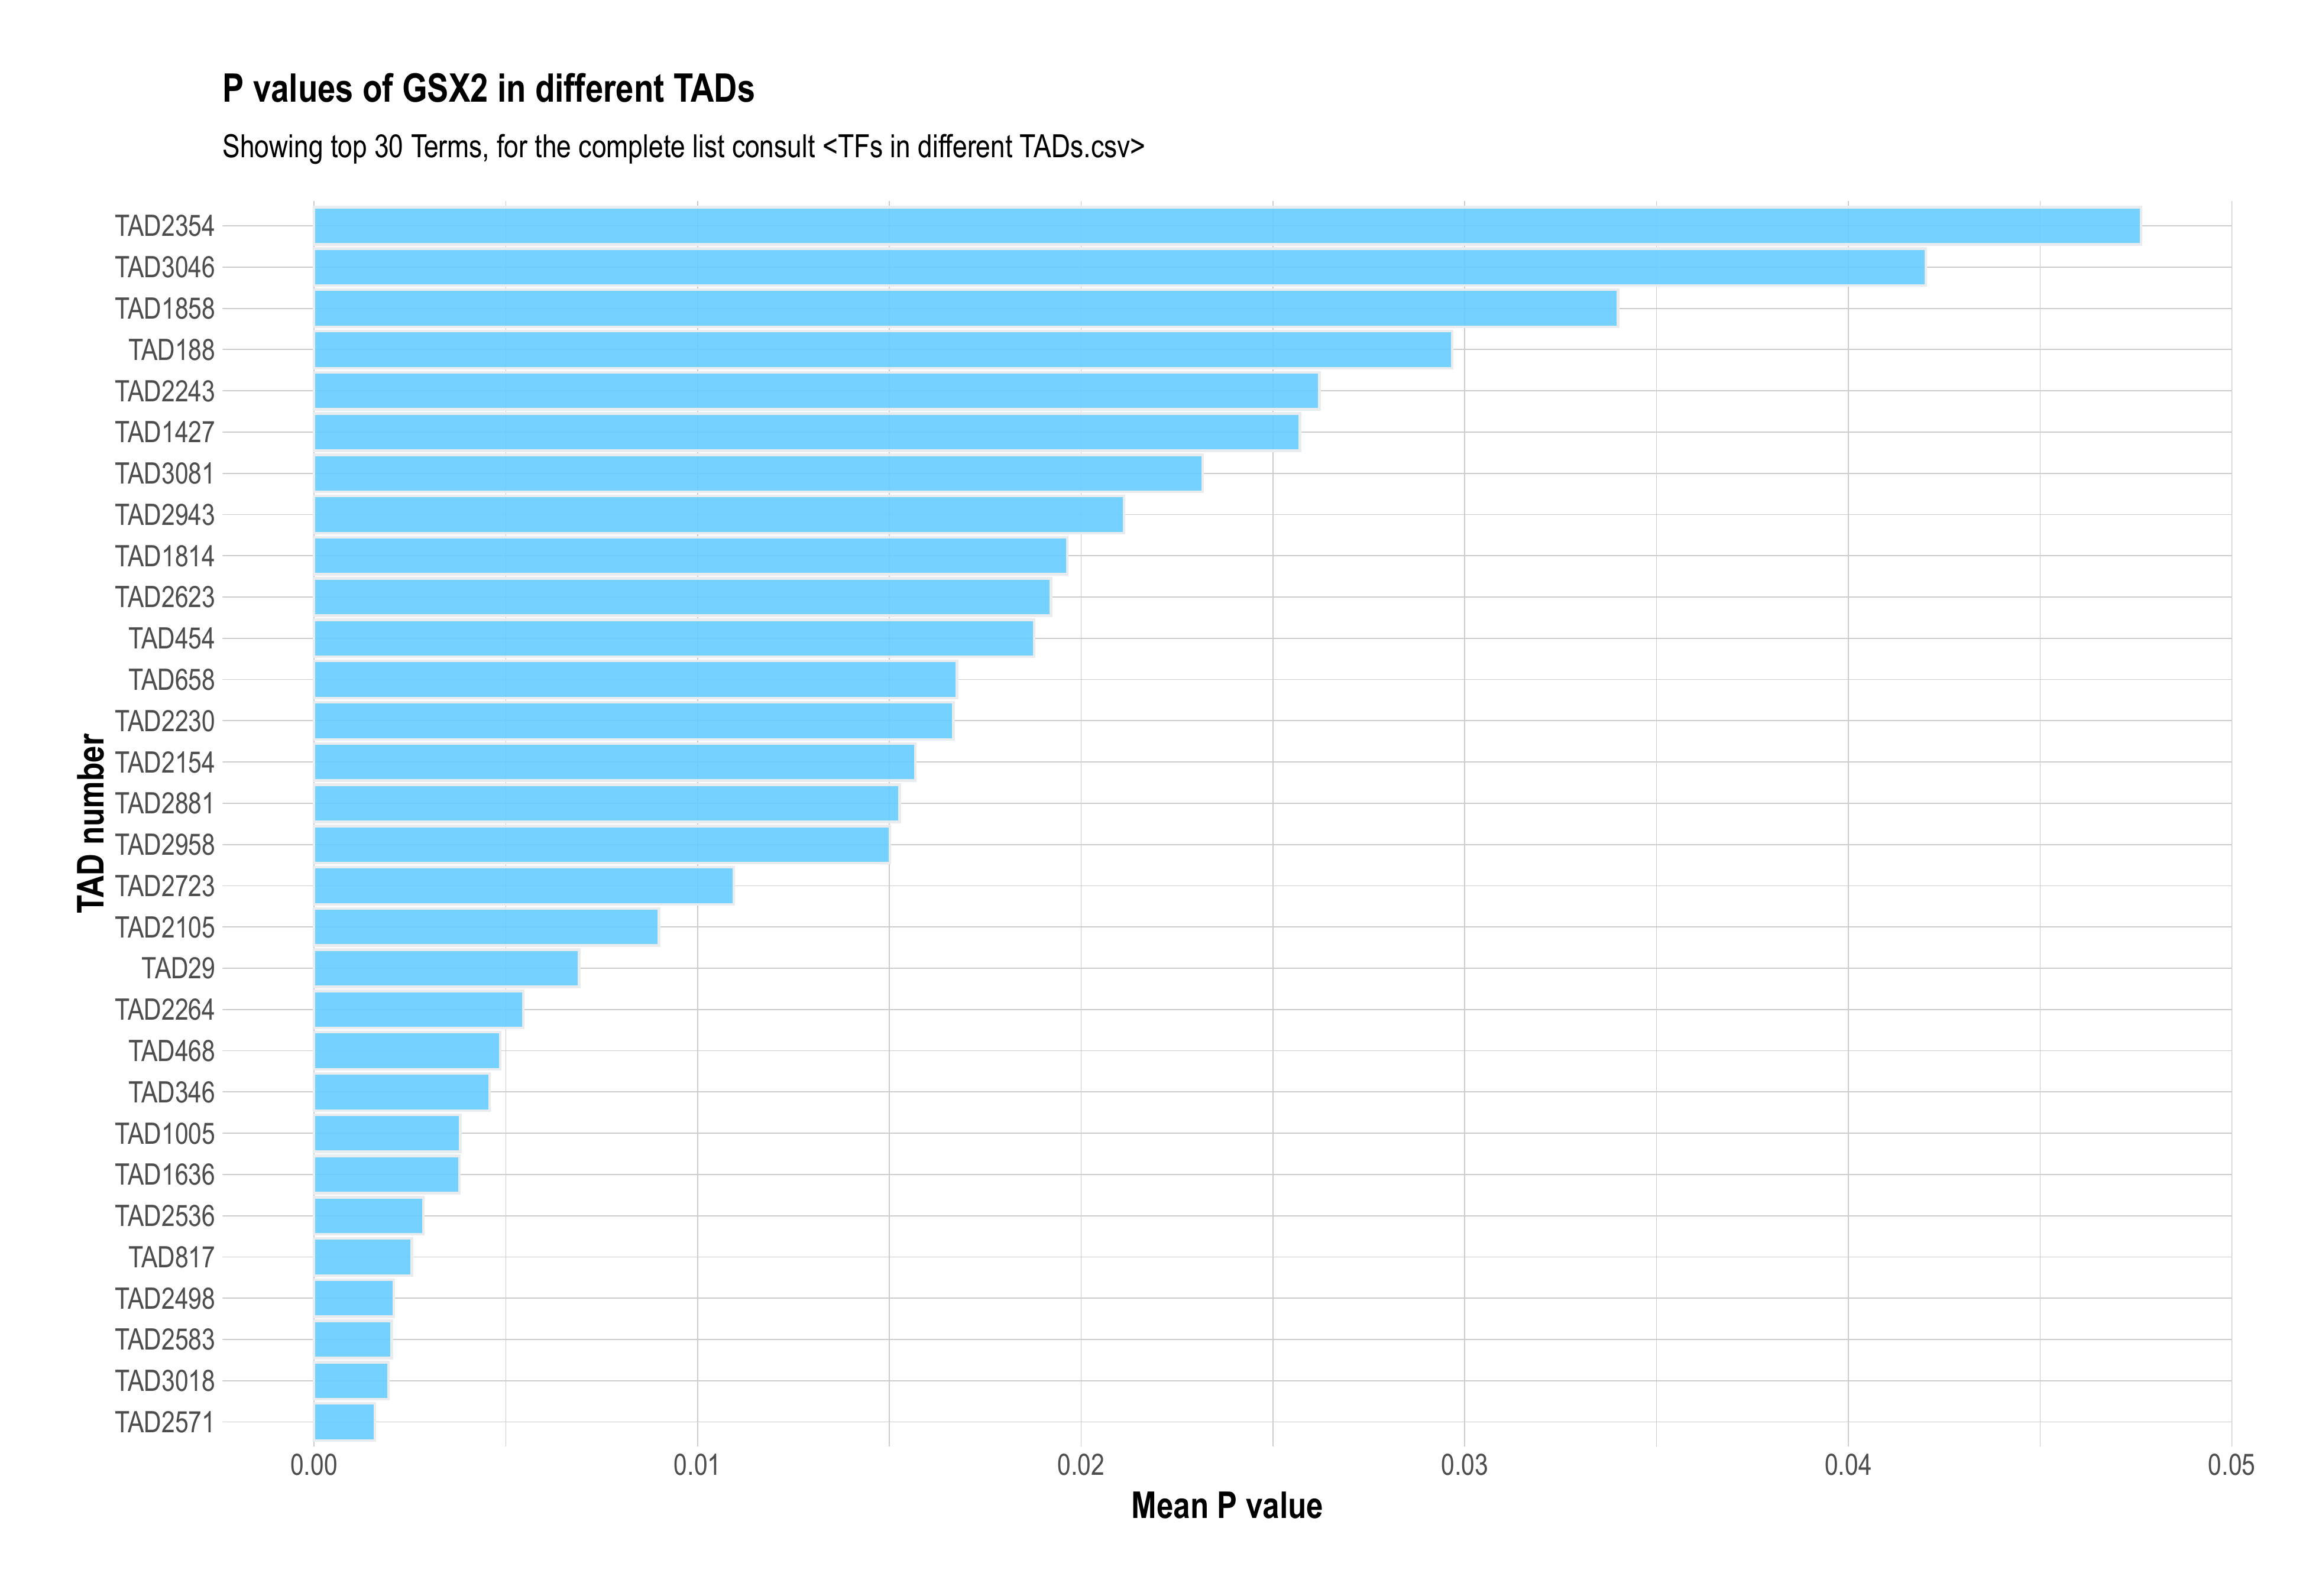 P values of GSX2 in different TADs
Showing top 30 Terms, for the complete list consult <TFs in different TADs.csv>
TAD number
TAD2354
TAD3046
TAD1858
TAD188
TAD2243
TAD1427
TAD3081
TAD2943
TAD1814
TAD2623
TAD454
TAD658
TAD2230
TAD2154
TAD2881
TAD2958
TAD2723
TAD2105
TAD29
TAD2264
TAD468
TAD346
TAD1005
TAD1636
TAD2536
TAD817
TAD2498
TAD2583
TAD3018
TAD2571
0.00 0.01 0.02 0.03 0.04 0.05
Mean P value